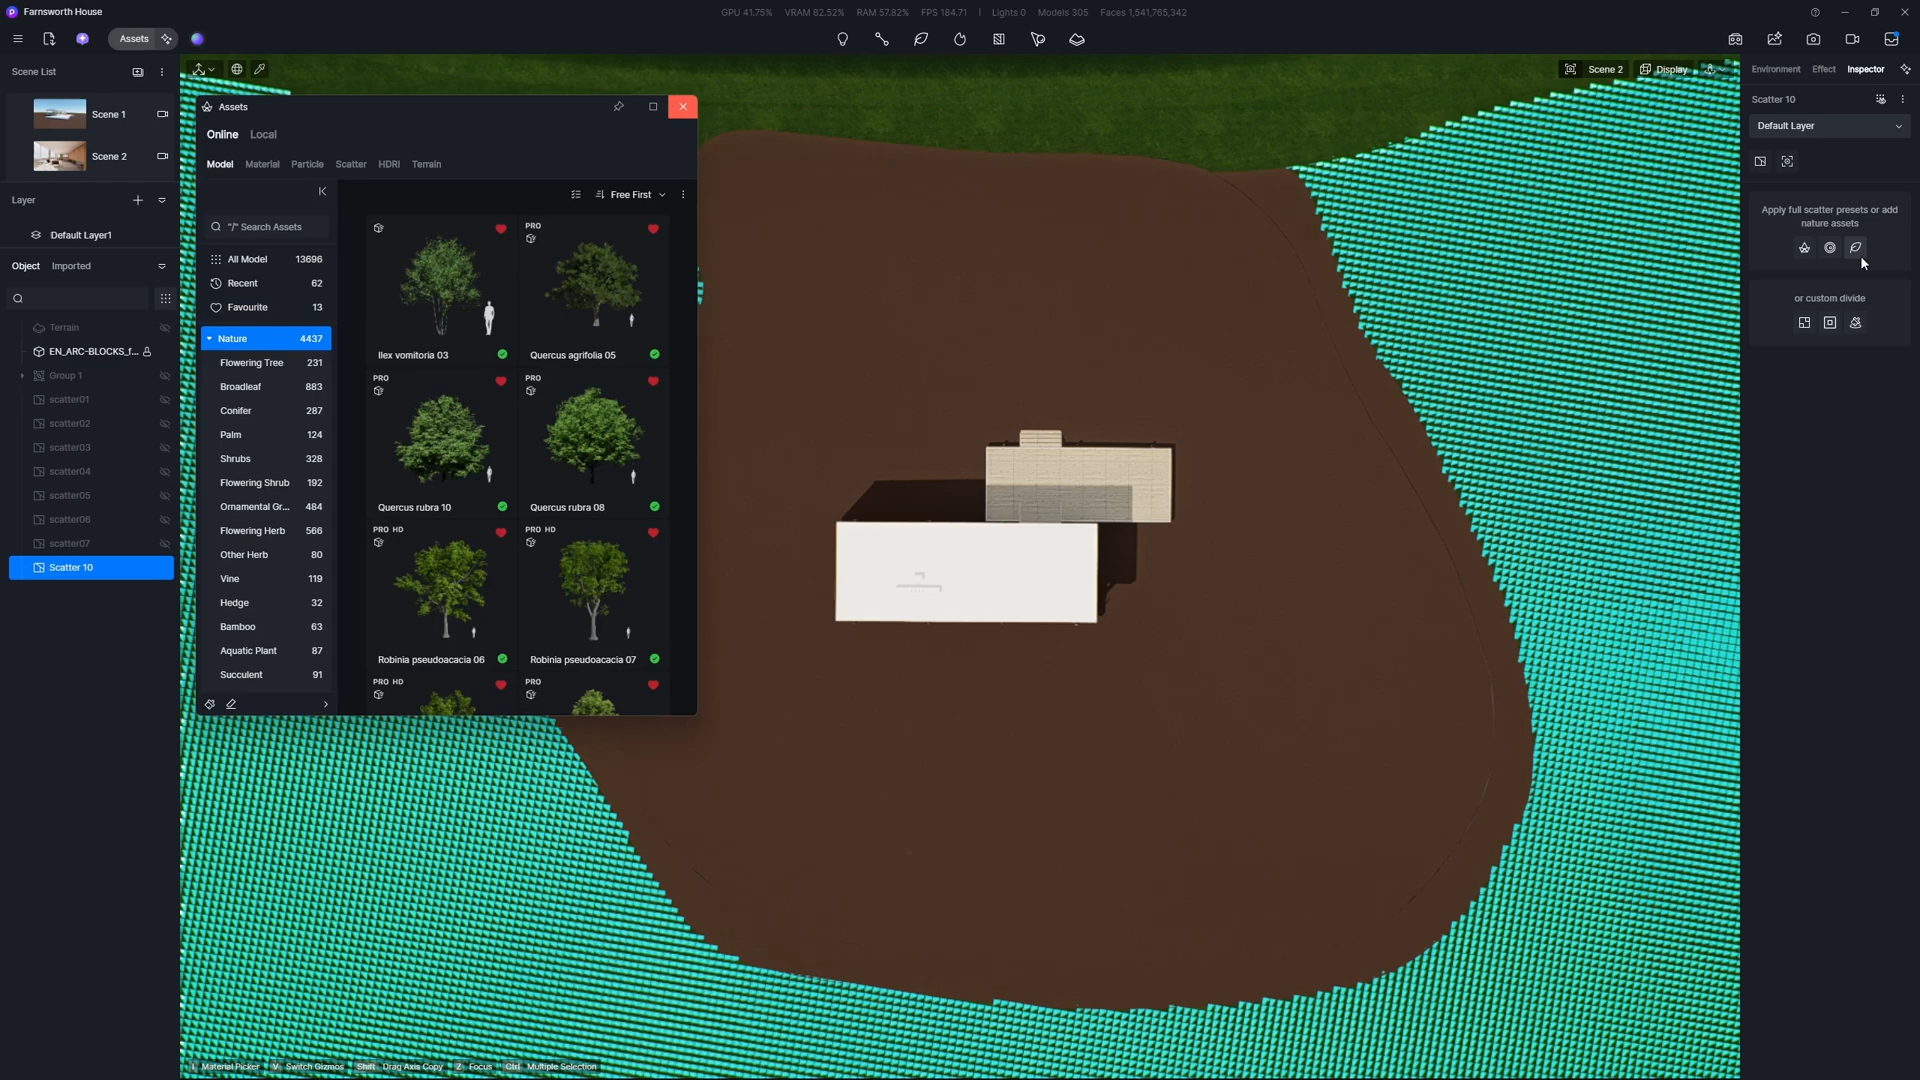 Farnsworth House
GPU 41.75% VRAM 82.52% RAM 57.82% FPS 184.71 | Lights 0 Models 305 Faces 1,541,765,342
Assets
Scene List
Scene 1
Scene 2
Layer
Default Layer1
Object Imported
Terrain
EN_ARC-BLOCKS_f...
Group 1
scatter01
scatter02
scatter03
scatter04
scatter05
scatter06
scatter07
Scatter 10
Assets
Online Local
Model Material Particle Scatter HDRI Terrain
Free First
"/" Search Assets
All Model 13696
Recent 62
Favourite 13
Nature 4437
Flowering Tree 231
Broadleaf 883
Conifer 287
Palm 124
Shrubs 328
Flowering Shrub 192
Ornamental Gr... 484
Flowering Herb 566
Other Herb 80
Vine 119
Hedge 32
Bamboo 63
Aquatic Plant 87
Succulent 91
Ilex vomitoria 03
PRO
Quercus agrifolia 05
PRO
Quercus rubra 10
PRO
Quercus rubra 08
PRO HD
Robinia pseudoacacia 06
PRO HD
Robinia pseudoacacia 07
PRO HD
PRO
Scene 2 Display
Environment Effect Inspector
Scatter 10
Default Layer
Apply full scatter presets or add
nature assets
or custom divide
I Material Picker V Switch Gizmos Shift Drag Axis Copy Z Focus Ctrl Multiple Selection